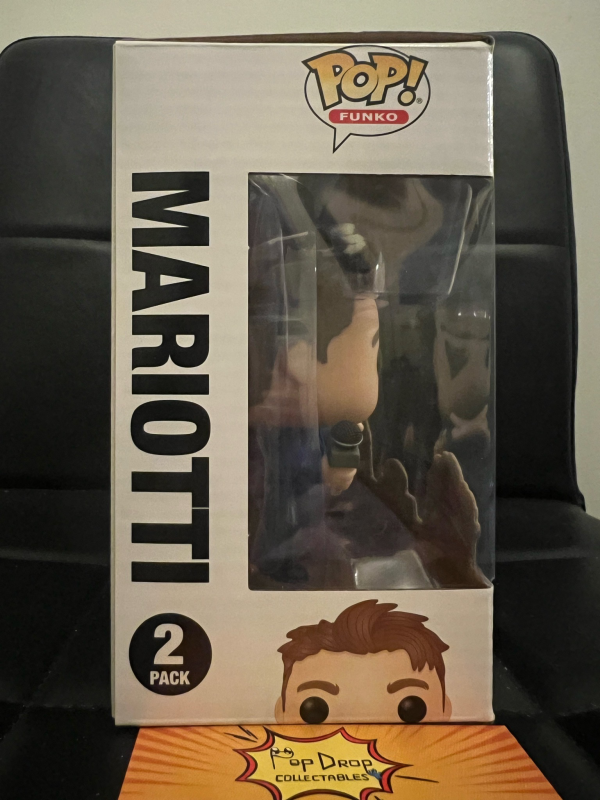 POP!
FUNKO
MARIOTTI
2
PACK
Pop Drop
COLLECTABLES